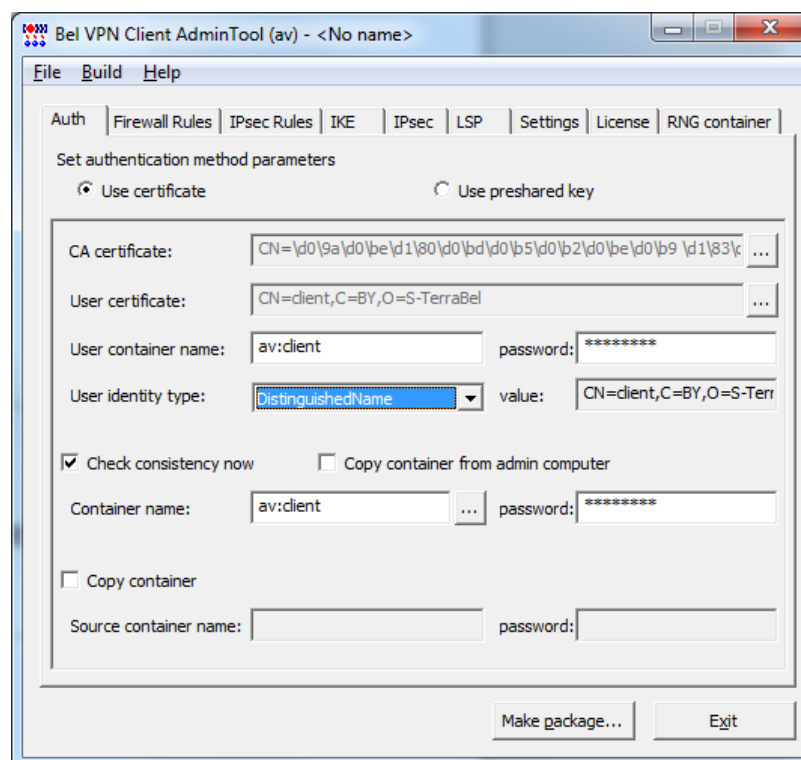 Bel VPN Client AdminTool (av) - <No name>
File Build Help
Auth Firewall Rules IPsec Rules IKE IPsec LSP Settings License RNG container
Set authentication method parameters
Use certificate Use preshared key
CA certificate: CN=\d0\9a\d0\be\d1\80\d0\bd\d0\b5\d0\b2\d0\be\d0\b9 \d1\83\ ...
User certificate: CN=client,C=BY,O=S-TerraBel ...
User container name: av:client password: ********
User identity type: DistinguishedName value: CN=client,C=BY,O=S-Terr
Check consistency now Copy container from admin computer
Container name: av:client ... password: ********
Copy container
Source container name: password:
Make package... Exit